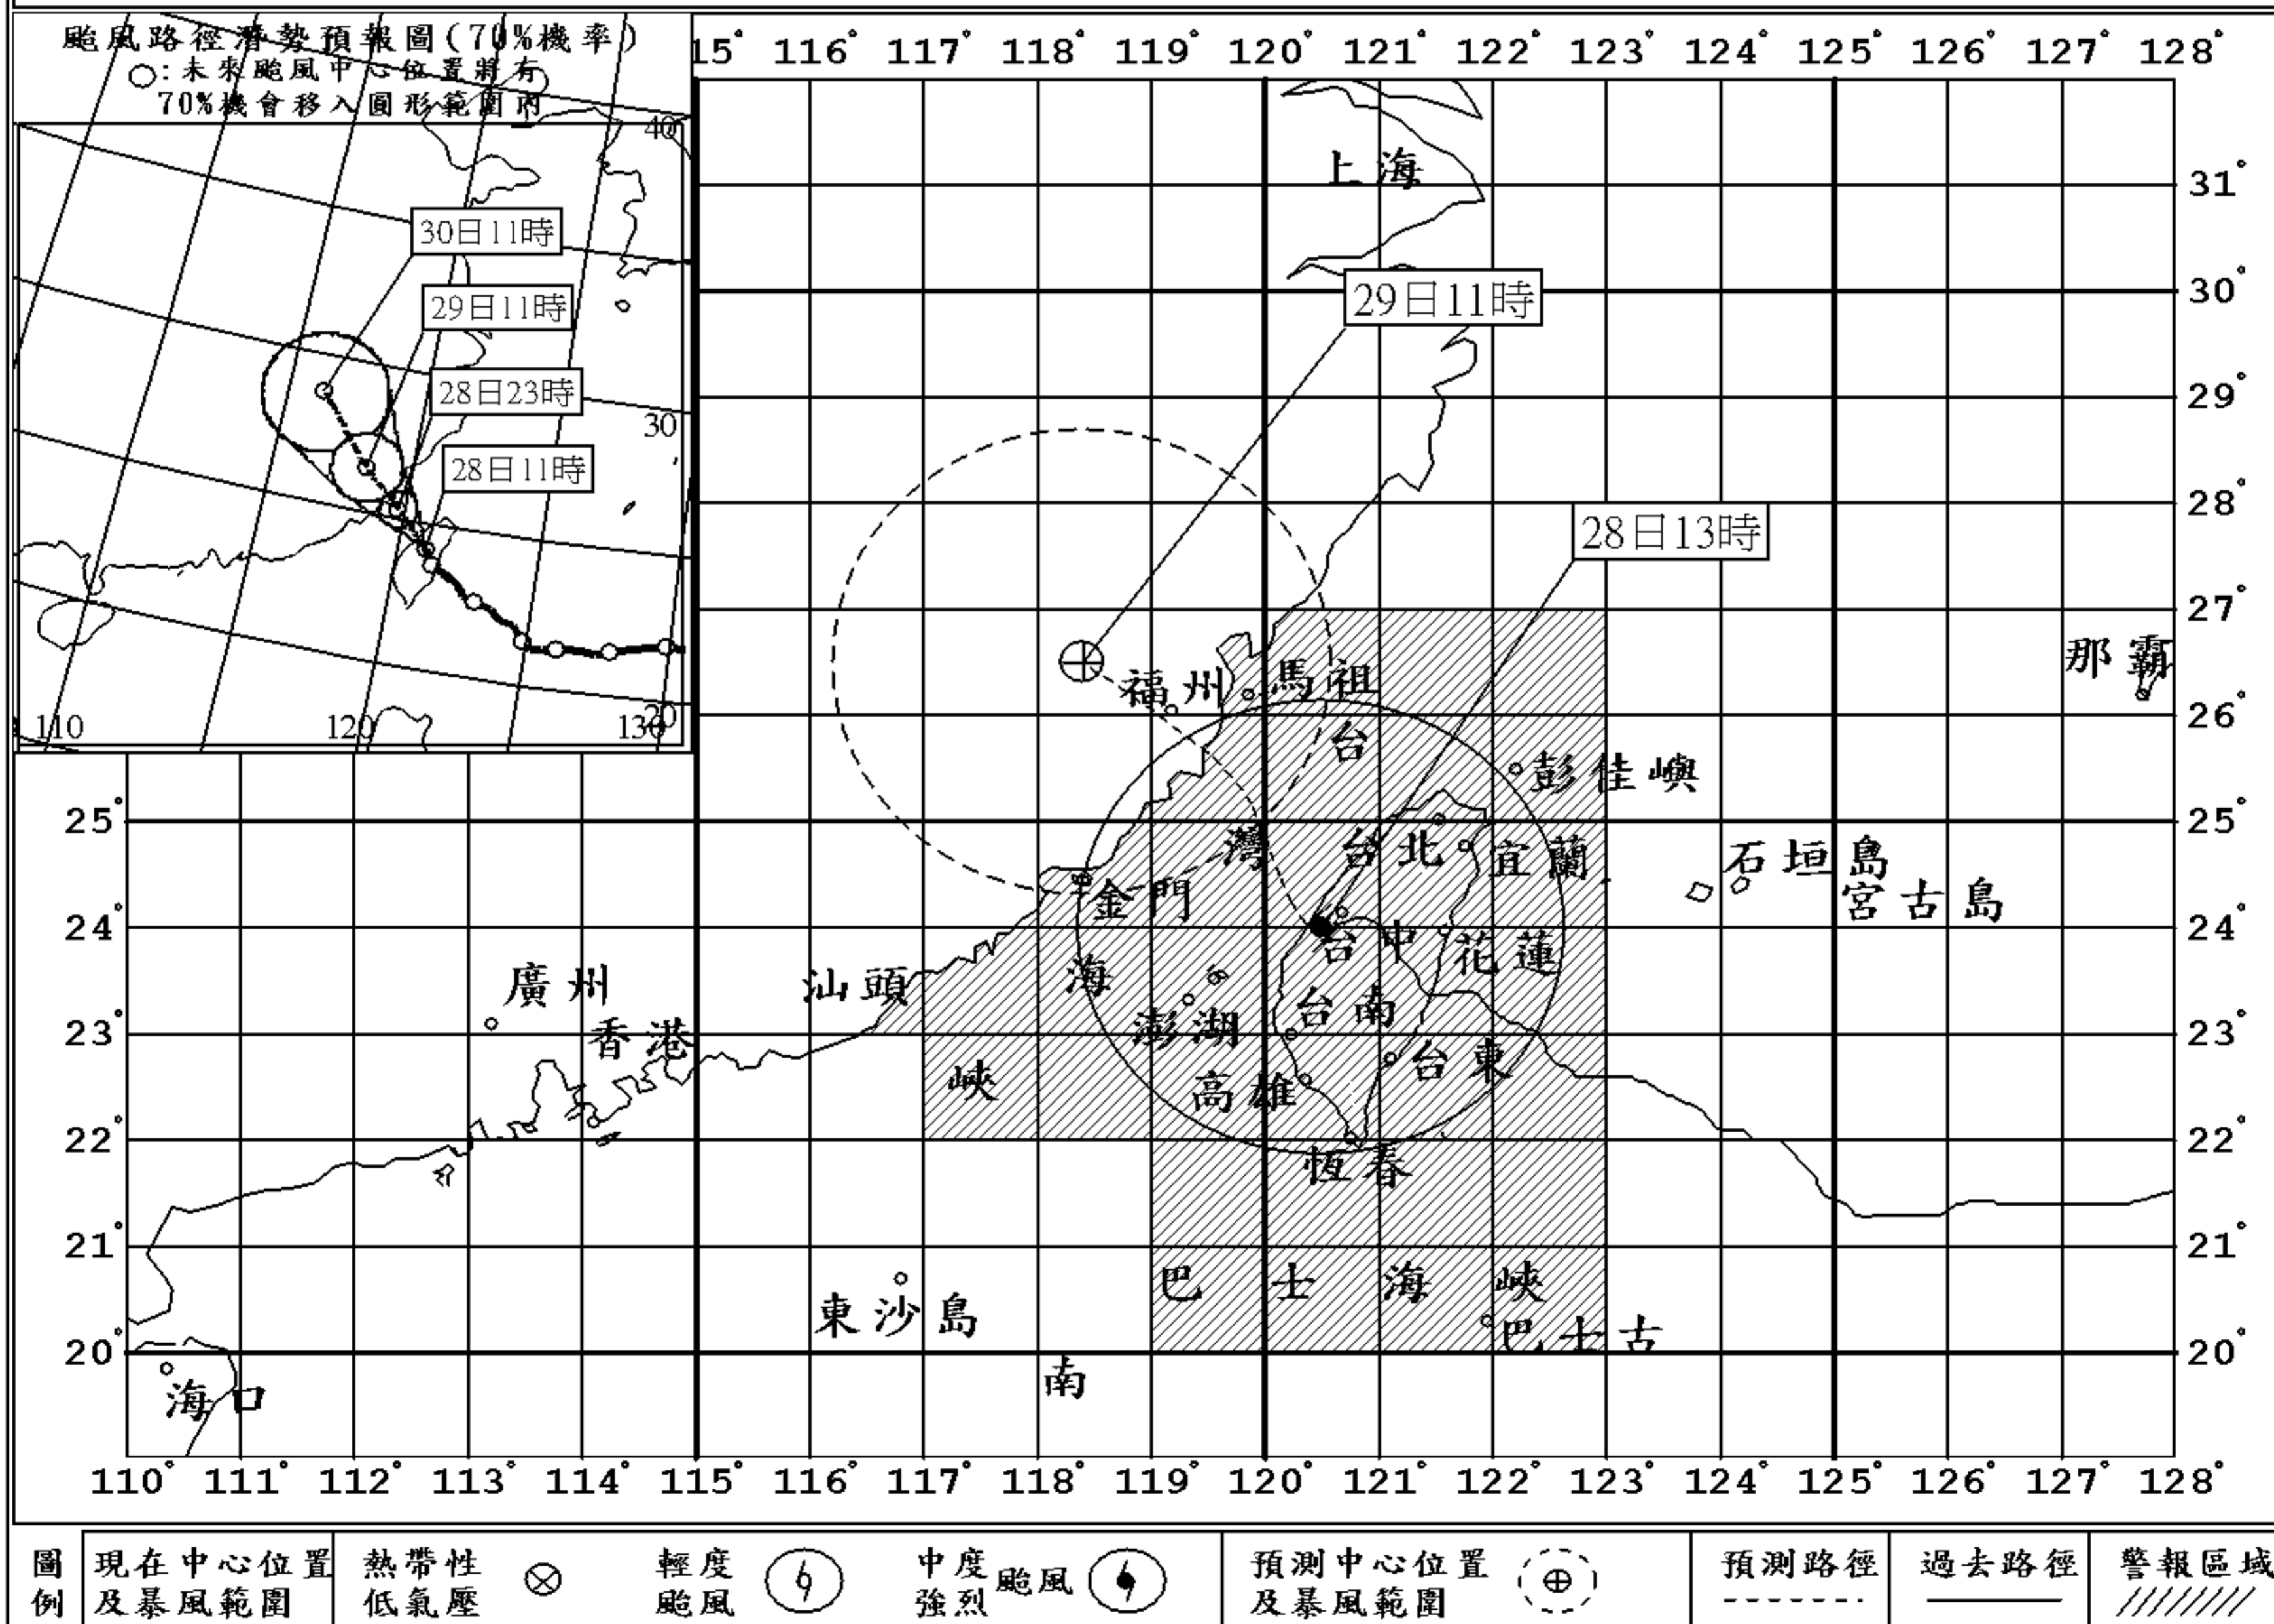 颱風路徑潛勢預報圖(70%機率)
○:未來颱風中心位置將有
70%機會移入圓形範圍內
40
30日11時
29日11時
28日23時
30
28日11時
20
110 120 130
15° 116° 117° 118° 119° 120° 121° 122° 123° 124° 125° 126° 127° 128°
上海
31°
29日11時
30°
29°
28°
28日13時
27°
那霸
福州
馬祖
26°
台
彭佳嶼
25°
25°
灣
台北
宜蘭
石垣島
宮古島
金門
24°
24°
台中
花蓮
海
廣州
汕頭
台南
澎湖
23°
23°
香港
台東
峽
高雄
22°
22°
恆春
21°
21°
巴士海峽
東沙島
巴士古
20°
20°
南
海口
110° 111° 112° 113° 114° 115° 116° 117° 118° 119° 120° 121° 122° 123° 124° 125° 126° 127° 128°
圖例
現在中心位置
及暴風範圍
熱帶性
低氣壓
輕度
颱風
中度
強烈
颱風
預測中心位置
及暴風範圍
預測路徑
過去路徑
警報區域